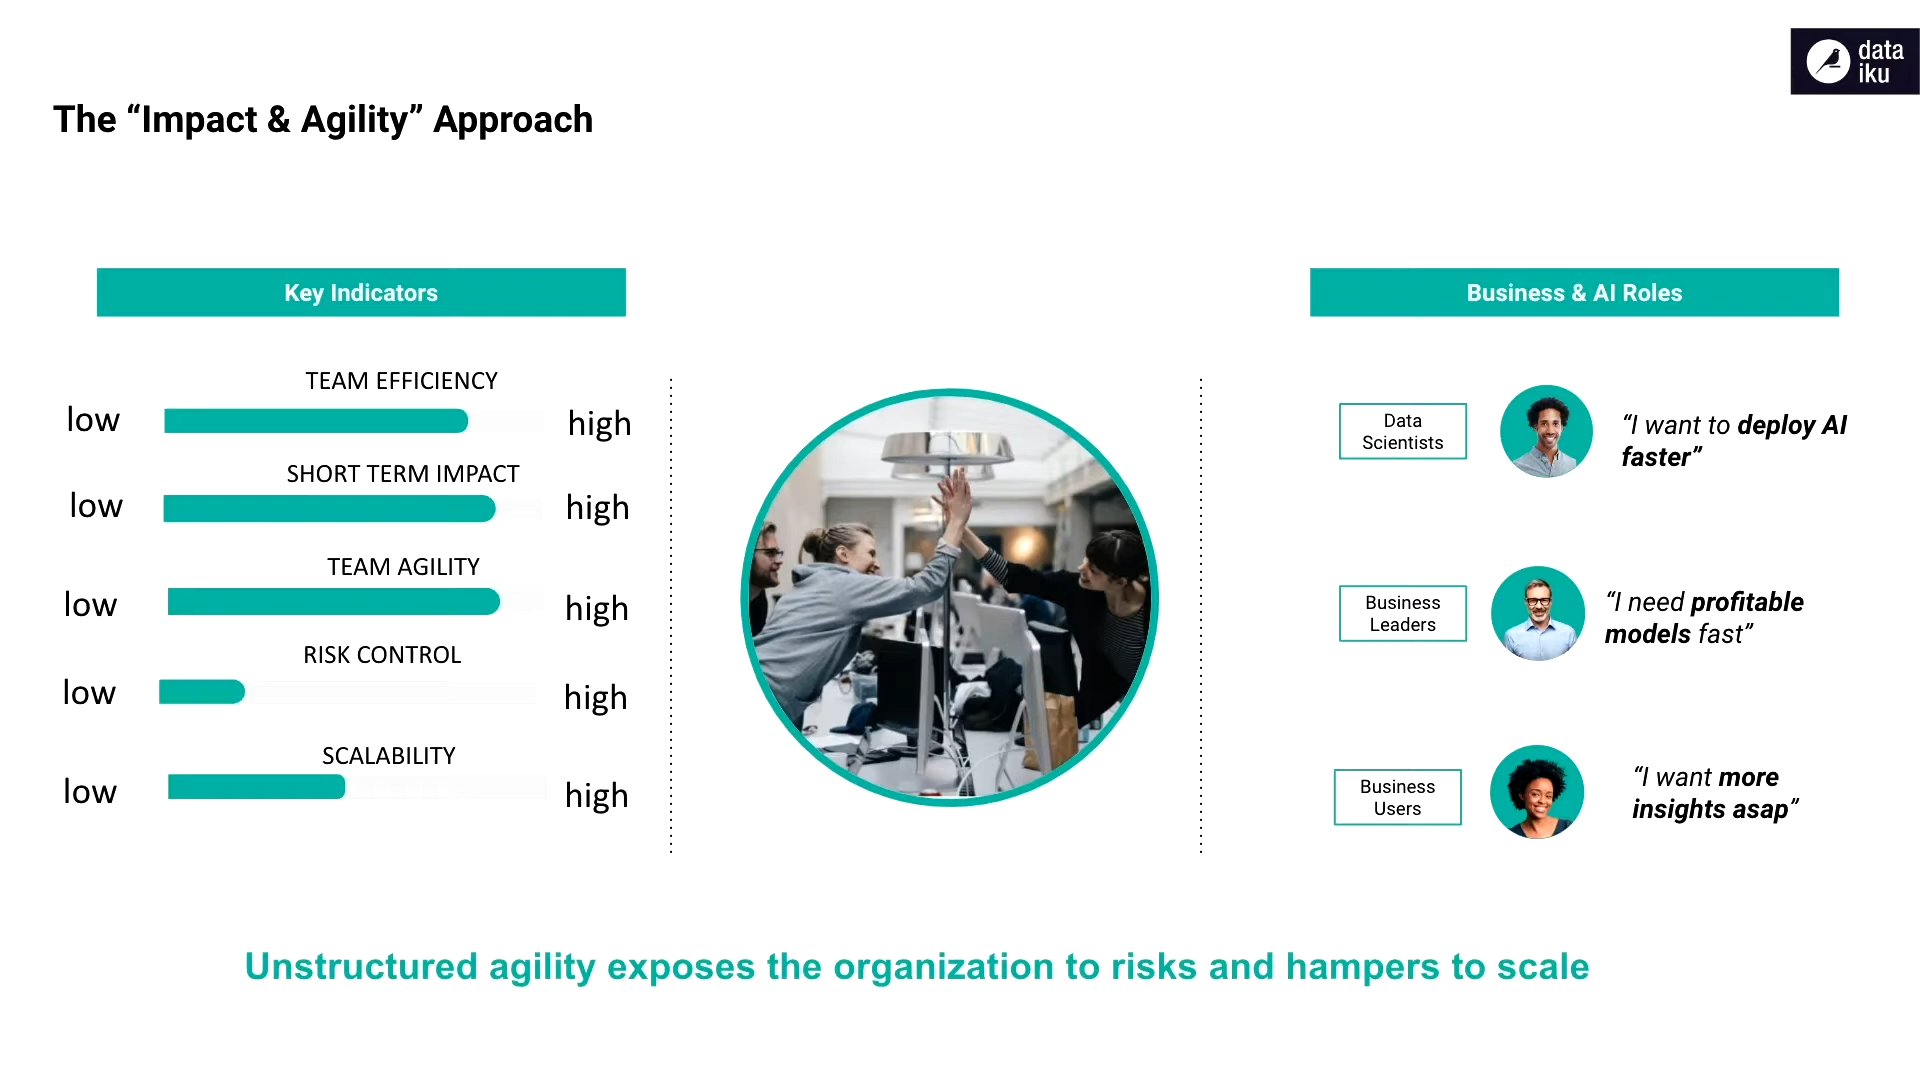 data
iku
The “Impact & Agility” Approach
Key Indicators
TEAM EFFICIENCY
low
high
SHORT TERM IMPACT
low
high
TEAM AGILITY
low
high
RISK CONTROL
low
high
SCALABILITY
low
high
Business & AI Roles
Data
Scientists
“I want to deploy AI
faster”
Business
Leaders
“I need profitable
models fast”
Business
Users
“I want more
insights asap”
Unstructured agility exposes the organization to risks and hampers to scale